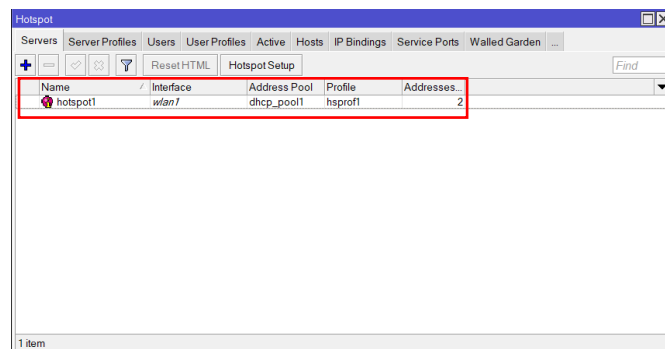 Hotspot
Servers Server Profiles Users User Profiles Active Hosts IP Bindings Service Ports Walled Garden ...
Reset HTML Hotspot Setup Find
Name Interface Address Pool Profile Addresses...
hotspot1 wlan1 dhcp_pool1 hsprof1 2
1 item